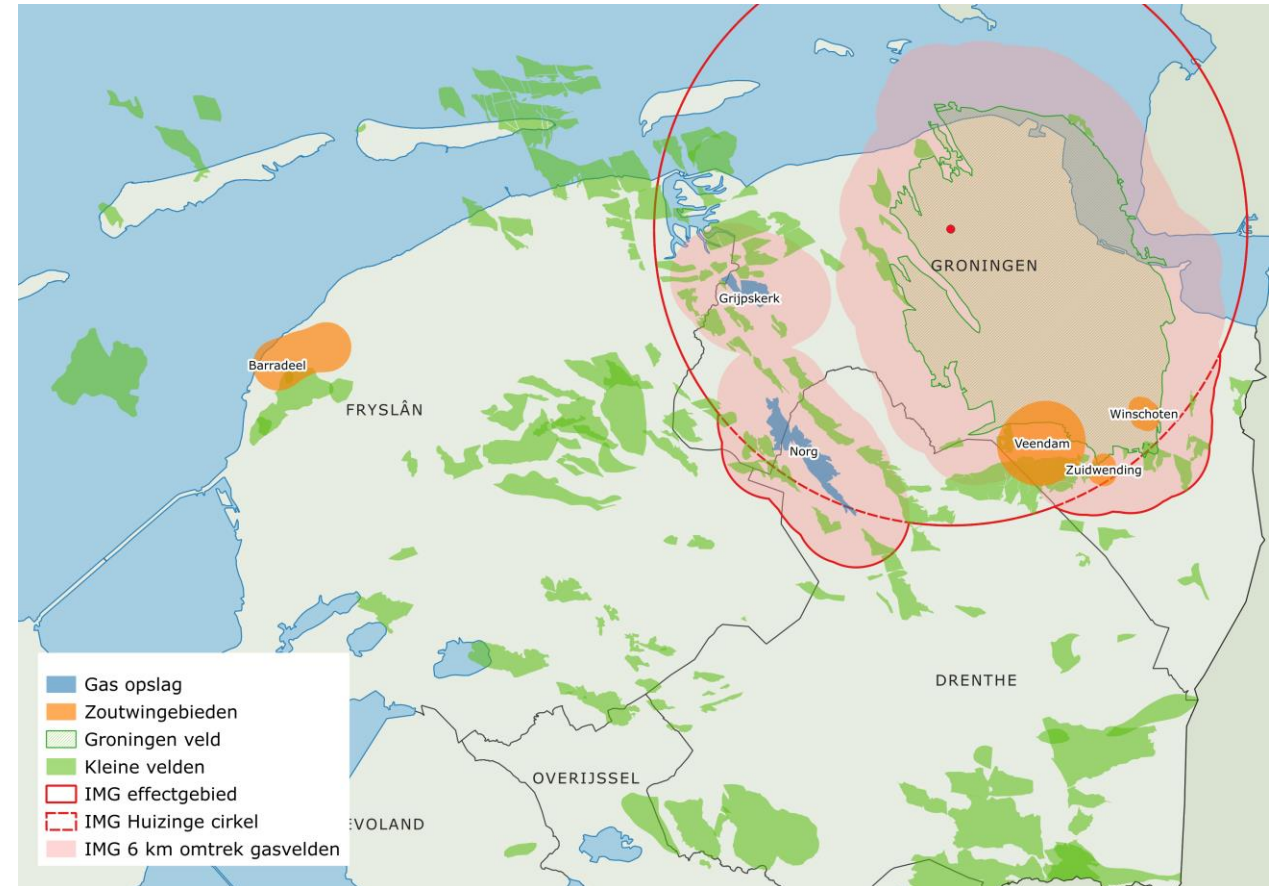 GRONINGEN
Grijpskerk
Barradeel
FRYSLÂN
Winschoten
Veendam
Norg
Zuidwending
DRENTHE
OVERIJSSEL
EVOLAND
Gas opslag
Zoutwingebieden
Groningen veld
Kleine velden
IMG effectgebied
IMG Huizinge cirkel
IMG 6 km omtrek gasvelden